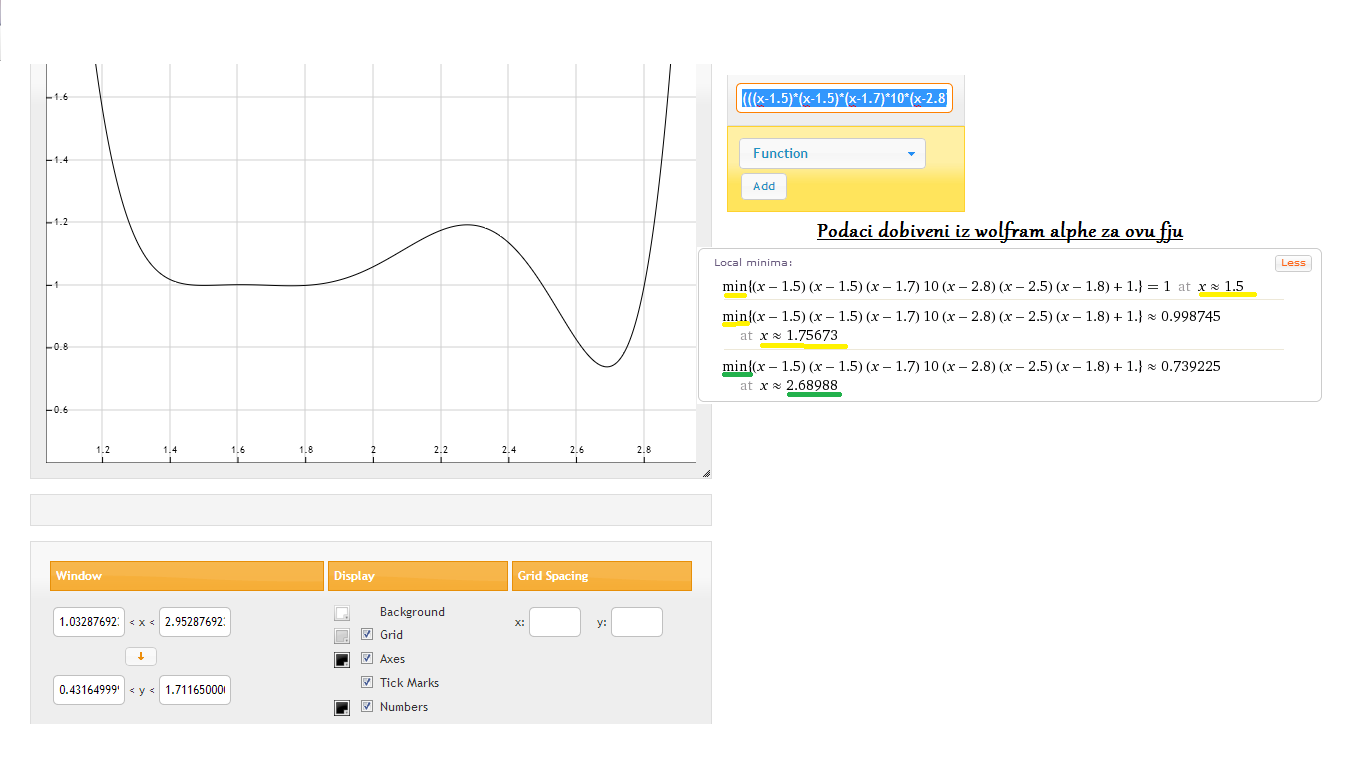 1.6
1.4
1.2
1
0.8
0.6
1.2 1.4 1.6 1.8 2 2.2 2.4 2.6 2.8
(((x-1.5)*(x-1.5)*(x-1.7)*10*(x-2.8)
Function
Add
Podaci dobiveni iz wolfram alphe za ovu fju
Local minima:
Less
min{(x − 1.5) (x − 1.5) (x − 1.7) 10 (x − 2.8) (x − 2.5) (x − 1.8) + 1.} = 1 at x ≈ 1.5
min{(x − 1.5) (x − 1.5) (x − 1.7) 10 (x − 2.8) (x − 2.5) (x − 1.8) + 1.} ≈ 0.998745
at x ≈ 1.75673
min{(x − 1.5) (x − 1.5) (x − 1.7) 10 (x − 2.8) (x − 2.5) (x − 1.8) + 1.} ≈ 0.739225
at x ≈ 2.68988
Window
Display
Grid Spacing
1.03287692 < x < 2.95287692
↓
0.43164999 < y < 1.71165000
Background
Grid
Axes
Tick Marks
Numbers
x: y: